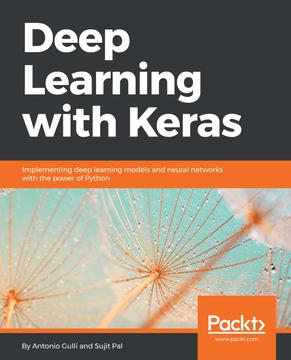 Deep
Learning
with Keras
Implementing deep learning models and neural networks
with the power of Python
Packt>
www.packt.com
By Antonio Gulli and Sujit Pal